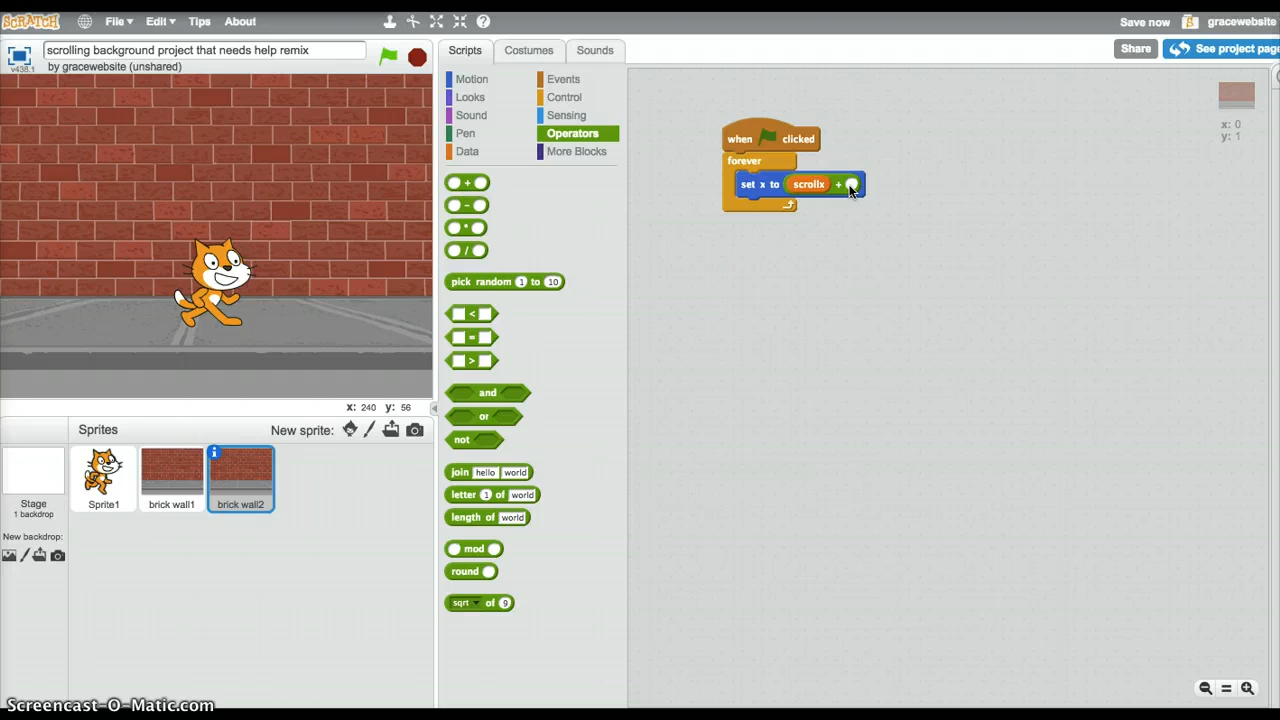 SCRATCH File Edit Tips About Save now gracewebsite
v438.1 scrolling background project that needs help remix
by gracewebsite (unshared)
Scripts Costumes Sounds Share See project page
Motion Events
Looks Control
Sound Sensing
Pen Operators
Data More Blocks
+
-
*
/
pick random 1 to 10
<
=
>
and
or
not
join hello world
letter 1 of world
length of world
mod
round
sqrt of 9
when clicked
forever
set x to scrollx +
x: 0
y: 1
x: 240 y: 56
Sprites New sprite:
Stage
1 backdrop
New backdrop:
Sprite1
brick wall1
brick wall2
Screencast-O-Matic.com